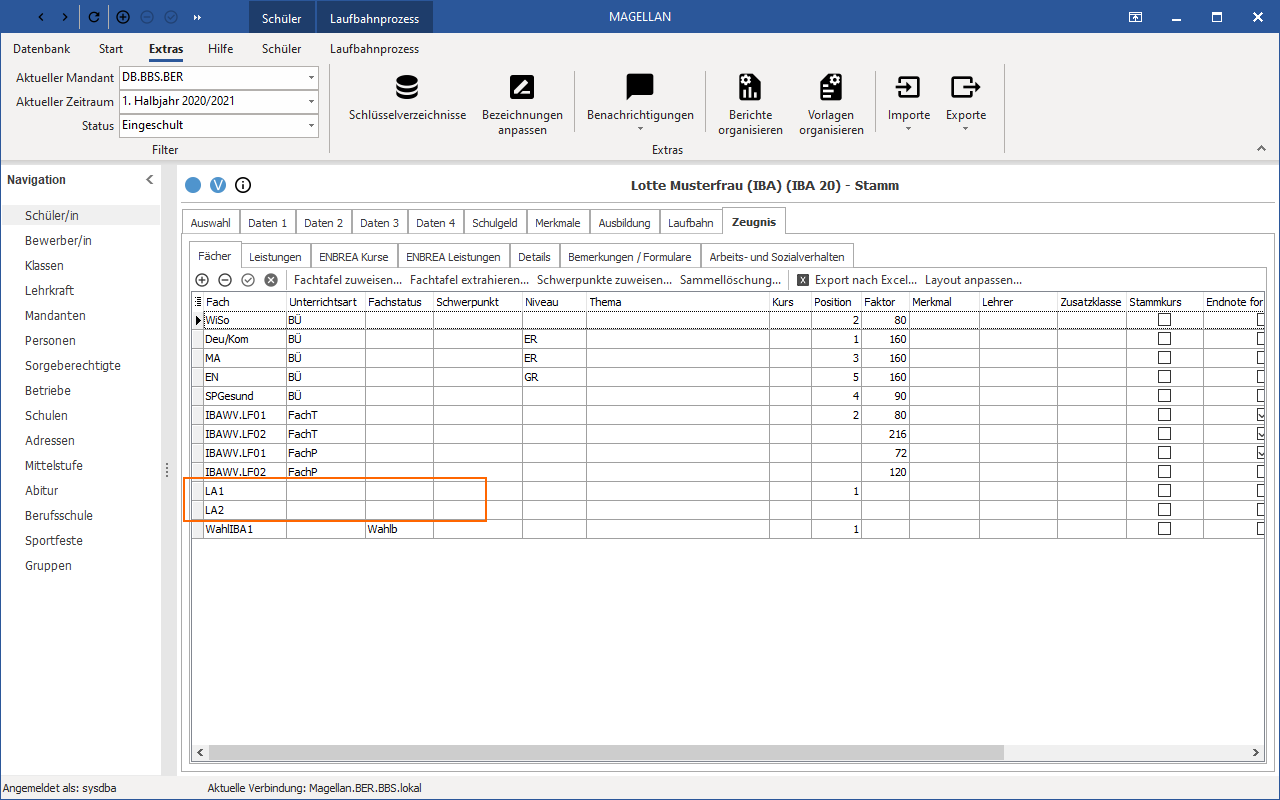 Schüler Laufbahnprozess MAGELLAN
Datenbank Start Extras Hilfe Schüler Laufbahnprozess
Aktueller Mandant DB.BBS.BER
Aktueller Zeitraum 1. Halbjahr 2020/2021
Status Eingeschult
Filter
Schlüsselverzeichnisse
Bezeichnungen anpassen
Benachrichtigungen
Berichte organisieren
Vorlagen organisieren
Importe
Exporte
Extras
Navigation
Schüler/in
Bewerber/in
Klassen
Lehrkraft
Mandanten
Personen
Sorgeberechtigte
Betriebe
Schulen
Adressen
Mittelstufe
Abitur
Berufsschule
Sportfeste
Gruppen
V
Lotte Musterfrau (IBA) (IBA 20) - Stamm
Auswahl Daten 1 Daten 2 Daten 3 Daten 4 Schulgeld Merkmale Ausbildung Laufbahn Zeugnis
Fächer Leistungen ENBREA Kurse ENBREA Leistungen Details Bemerkungen / Formulare Arbeits- und Sozialverhalten
Fachtafel zuweisen... Fachtafel extrahieren... Schwerpunkte zuweisen... Sammellöschung... X Export nach Excel... Layout anpassen...
Fach Unterrichtsart Fachstatus Schwerpunkt Niveau Thema Kurs Position Faktor Merkmal Lehrer Zusatzklasse Stammkurs Endnote for
WiSo BÜ 2 80
Deu/Kom BÜ ER 1 160
MA BÜ ER 3 160
EN BÜ GR 5 160
SPGesund BÜ 4 90
IBAWV.LF01 FachT 2 80
IBAWV.LF02 FachT 216
IBAWV.LF01 FachP 72
IBAWV.LF02 FachP 120
LA1 1
LA2
WahlIBA1 Wahlb 1
Angemeldet als: sysdba Aktuelle Verbindung: Magellan.BER.BBS.lokal